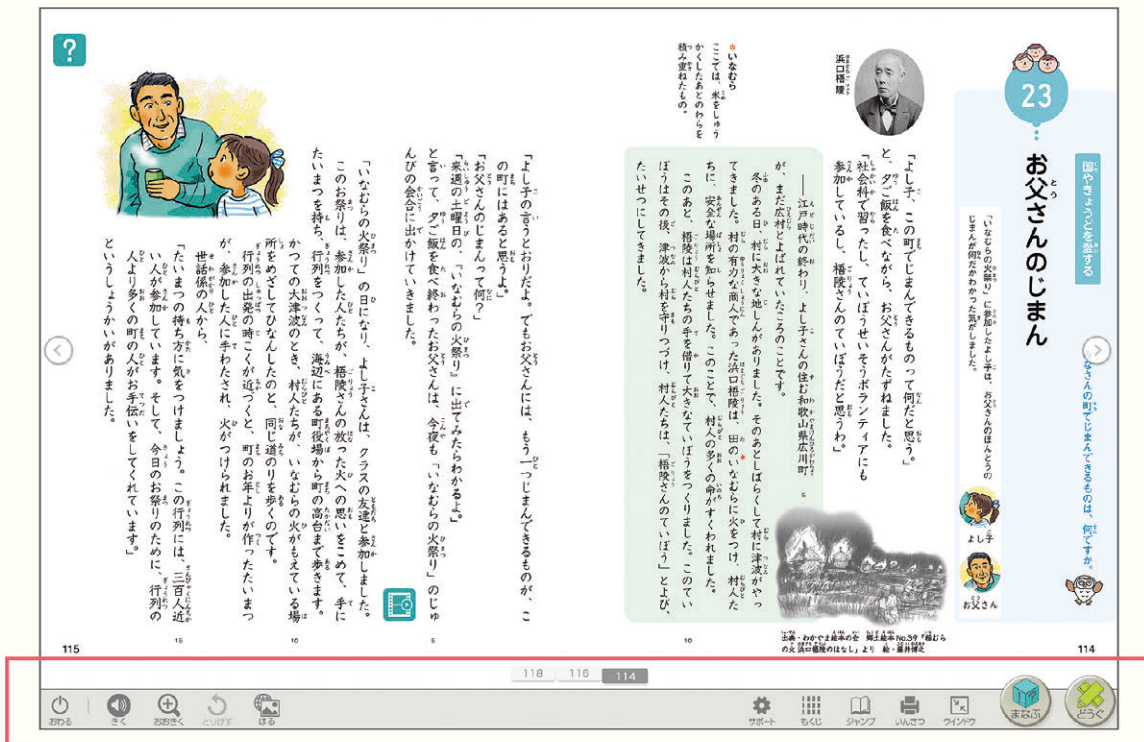 23
お父さんのじまん
国やきょうどを愛する
「いなむらの火祭り」に参加したよし子は、お父さんのほんとうの
じまんが何だかわかった気がしました。
なさんの町でじまんできるものは、何ですか。
よし子
お父さん
浜口梧陵
「よし子、この町でじまんできるものって何だと思う。」
と、夕ご飯を食べながら、お父さんがたずねました。
「社会科で習ったし、ていぼうせいそうボランティアにも
参加しているし、梧陵さんのていぼうだと思うわ。」
――江戸時代の終わり、よし子さんの住む和歌山県広川町
が、まだ広村とよばれていたころのことです。
冬のある日、村に大きな地しんがありました。そのあとしばらくして村に津波がやっ
てきました。村の有力な商人であった浜口梧陵は、田のいなむらに火をつけ、村人た
ちに、安全な場所を知らせました。このことで、村人の多くの命がすくわれました。
このあと、梧陵は村人たちの手を借りて大きなていぼうをつくりました。このてい
ぼうはその後、津波から村を守りつづけ、村人たちは、「梧陵さんのていぼう」とよび、
たいせつにしてきました。
*いなむら
ここでは、米をしゅう
かくしたあとのわらを
積み重ねたもの。
出典・わかやま絵本の会 郷土絵本No.39『稲むら
の火 浜口梧陵のはなし』より 絵・藤井博之
5
10
114
「よし子の言うとおりだよ。でもお父さんには、もう一つじまんできるものが、こ
の町にはあると思うよ。」
「お父さんのじまんって何?」
「来週の土曜日の、『いなむらの火祭り』に出てみたらわかるよ。」
と言って、夕ご飯を食べ終わったお父さんは、今夜も「いなむらの火祭り」のじゅ
んびの会合に出かけていきました。
「いなむらの火祭り」の日になり、よし子さんは、クラスの友達と参加しました。
このお祭りは、参加した人たちが、梧陵さんの放った火への思いをこめて、手に
たいまつを持ち、行列をつくって、海辺にある町役場から町の高台まで歩きます。
かつての大津波のとき、村人たちが、いなむらの火がもえている場
所をめざしてひなんしたのと、同じ道のりを歩くのです。
行列の出発の時こくが近づくと、町のお年よりが作ったたいまつ
が、参加した人に手わたされ、火がつけられました。
世話係の人から、
「たいまつの持ち方に気をつけましょう。この行列には、三百人近
い人が参加しています。そして、今日のお祭りのために、行列の
人より多くの町の人がお手伝いをしてくれています。」
というしょうかいがありました。
5
10
15
115
?
118
116
114
おわる
きく
おおきく
とりけす
ほる
サポート
もくじ
ジャンプ
いんさつ
ウインドウ
まなぶ
どうぐ